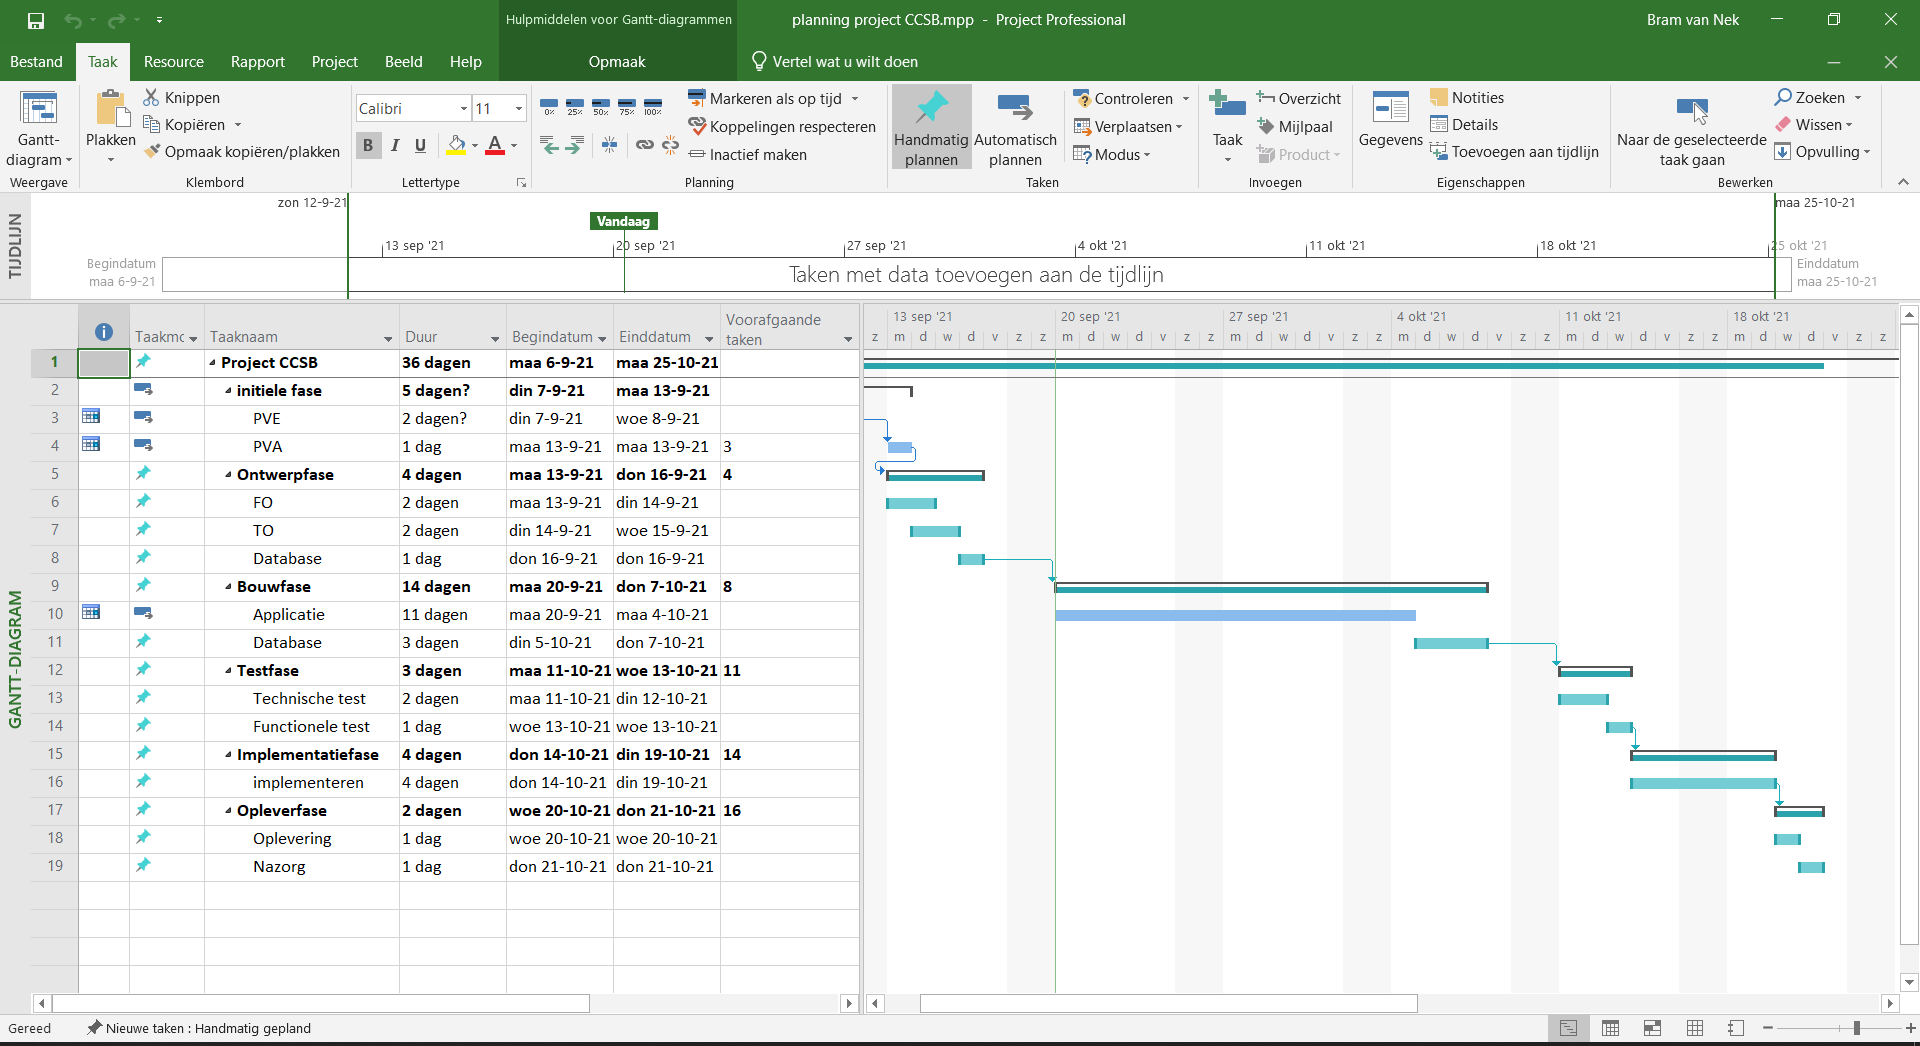 Hulpmiddelen voor Gantt-diagrammen
planning project CCSB.mpp - Project Professional
Bram van Nek
Bestand Taak Resource Rapport Project Beeld Help Opmaak Vertel wat u wilt doen
Gantt-diagram
Weergave
Plakken
Knippen
Kopiëren
Opmaak kopiëren/plakken
Klembord
Calibri 11
B I U A
Lettertype
0% 25% 50% 75% 100%
Markeren als op tijd
Koppelingen respecteren
Inactief maken
Planning
Handmatig plannen
Automatisch plannen
Controleren
Verplaatsen
Modus
Taken
Taak
Overzicht
Mijlpaal
Product
Invoegen
Gegevens
Notities
Details
Toevoegen aan tijdlijn
Eigenschappen
Naar de geselecteerde taak gaan
Zoeken
Wissen
Opvulling
Bewerken
TIJDLIJN
zon 12-9-21
maa 25-10-21
Vandaag
13 sep '21 20 sep '21 27 sep '21 4 okt '21 11 okt '21 18 okt '21 25 okt '21
Begindatum
maa 6-9-21
Taken met data toevoegen aan de tijdlijn
Einddatum
maa 25-10-21
GANTT-DIAGRAM
Taakmo Taaknaam Duur Begindatum Einddatum Voorafgaande taken
13 sep '21 20 sep '21 27 sep '21 4 okt '21 11 okt '21 18 okt '21
z m d w d v z z m d w d v z z m d w d v z z m d w d v z z m d w d v z z m d w d v z z
1 Project CCSB 36 dagen maa 6-9-21 maa 25-10-21
2 initiele fase 5 dagen? din 7-9-21 maa 13-9-21
3 PVE 2 dagen? din 7-9-21 woe 8-9-21
4 PVA 1 dag maa 13-9-21 maa 13-9-21 3
5 Ontwerpfase 4 dagen maa 13-9-21 don 16-9-21 4
6 FO 2 dagen maa 13-9-21 din 14-9-21
7 TO 2 dagen din 14-9-21 woe 15-9-21
8 Database 1 dag don 16-9-21 don 16-9-21
9 Bouwfase 14 dagen maa 20-9-21 don 7-10-21 8
10 Applicatie 11 dagen maa 20-9-21 maa 4-10-21
11 Database 3 dagen din 5-10-21 don 7-10-21
12 Testfase 3 dagen maa 11-10-21 woe 13-10-21 11
13 Technische test 2 dagen maa 11-10-21 din 12-10-21
14 Functionele test 1 dag woe 13-10-21 woe 13-10-21
15 Implementatiefase 4 dagen don 14-10-21 din 19-10-21 14
16 implementeren 4 dagen don 14-10-21 din 19-10-21
17 Opleverfase 2 dagen woe 20-10-21 don 21-10-21 16
18 Oplevering 1 dag woe 20-10-21 woe 20-10-21
19 Nazorg 1 dag don 21-10-21 don 21-10-21
Gereed Nieuwe taken : Handmatig gepland